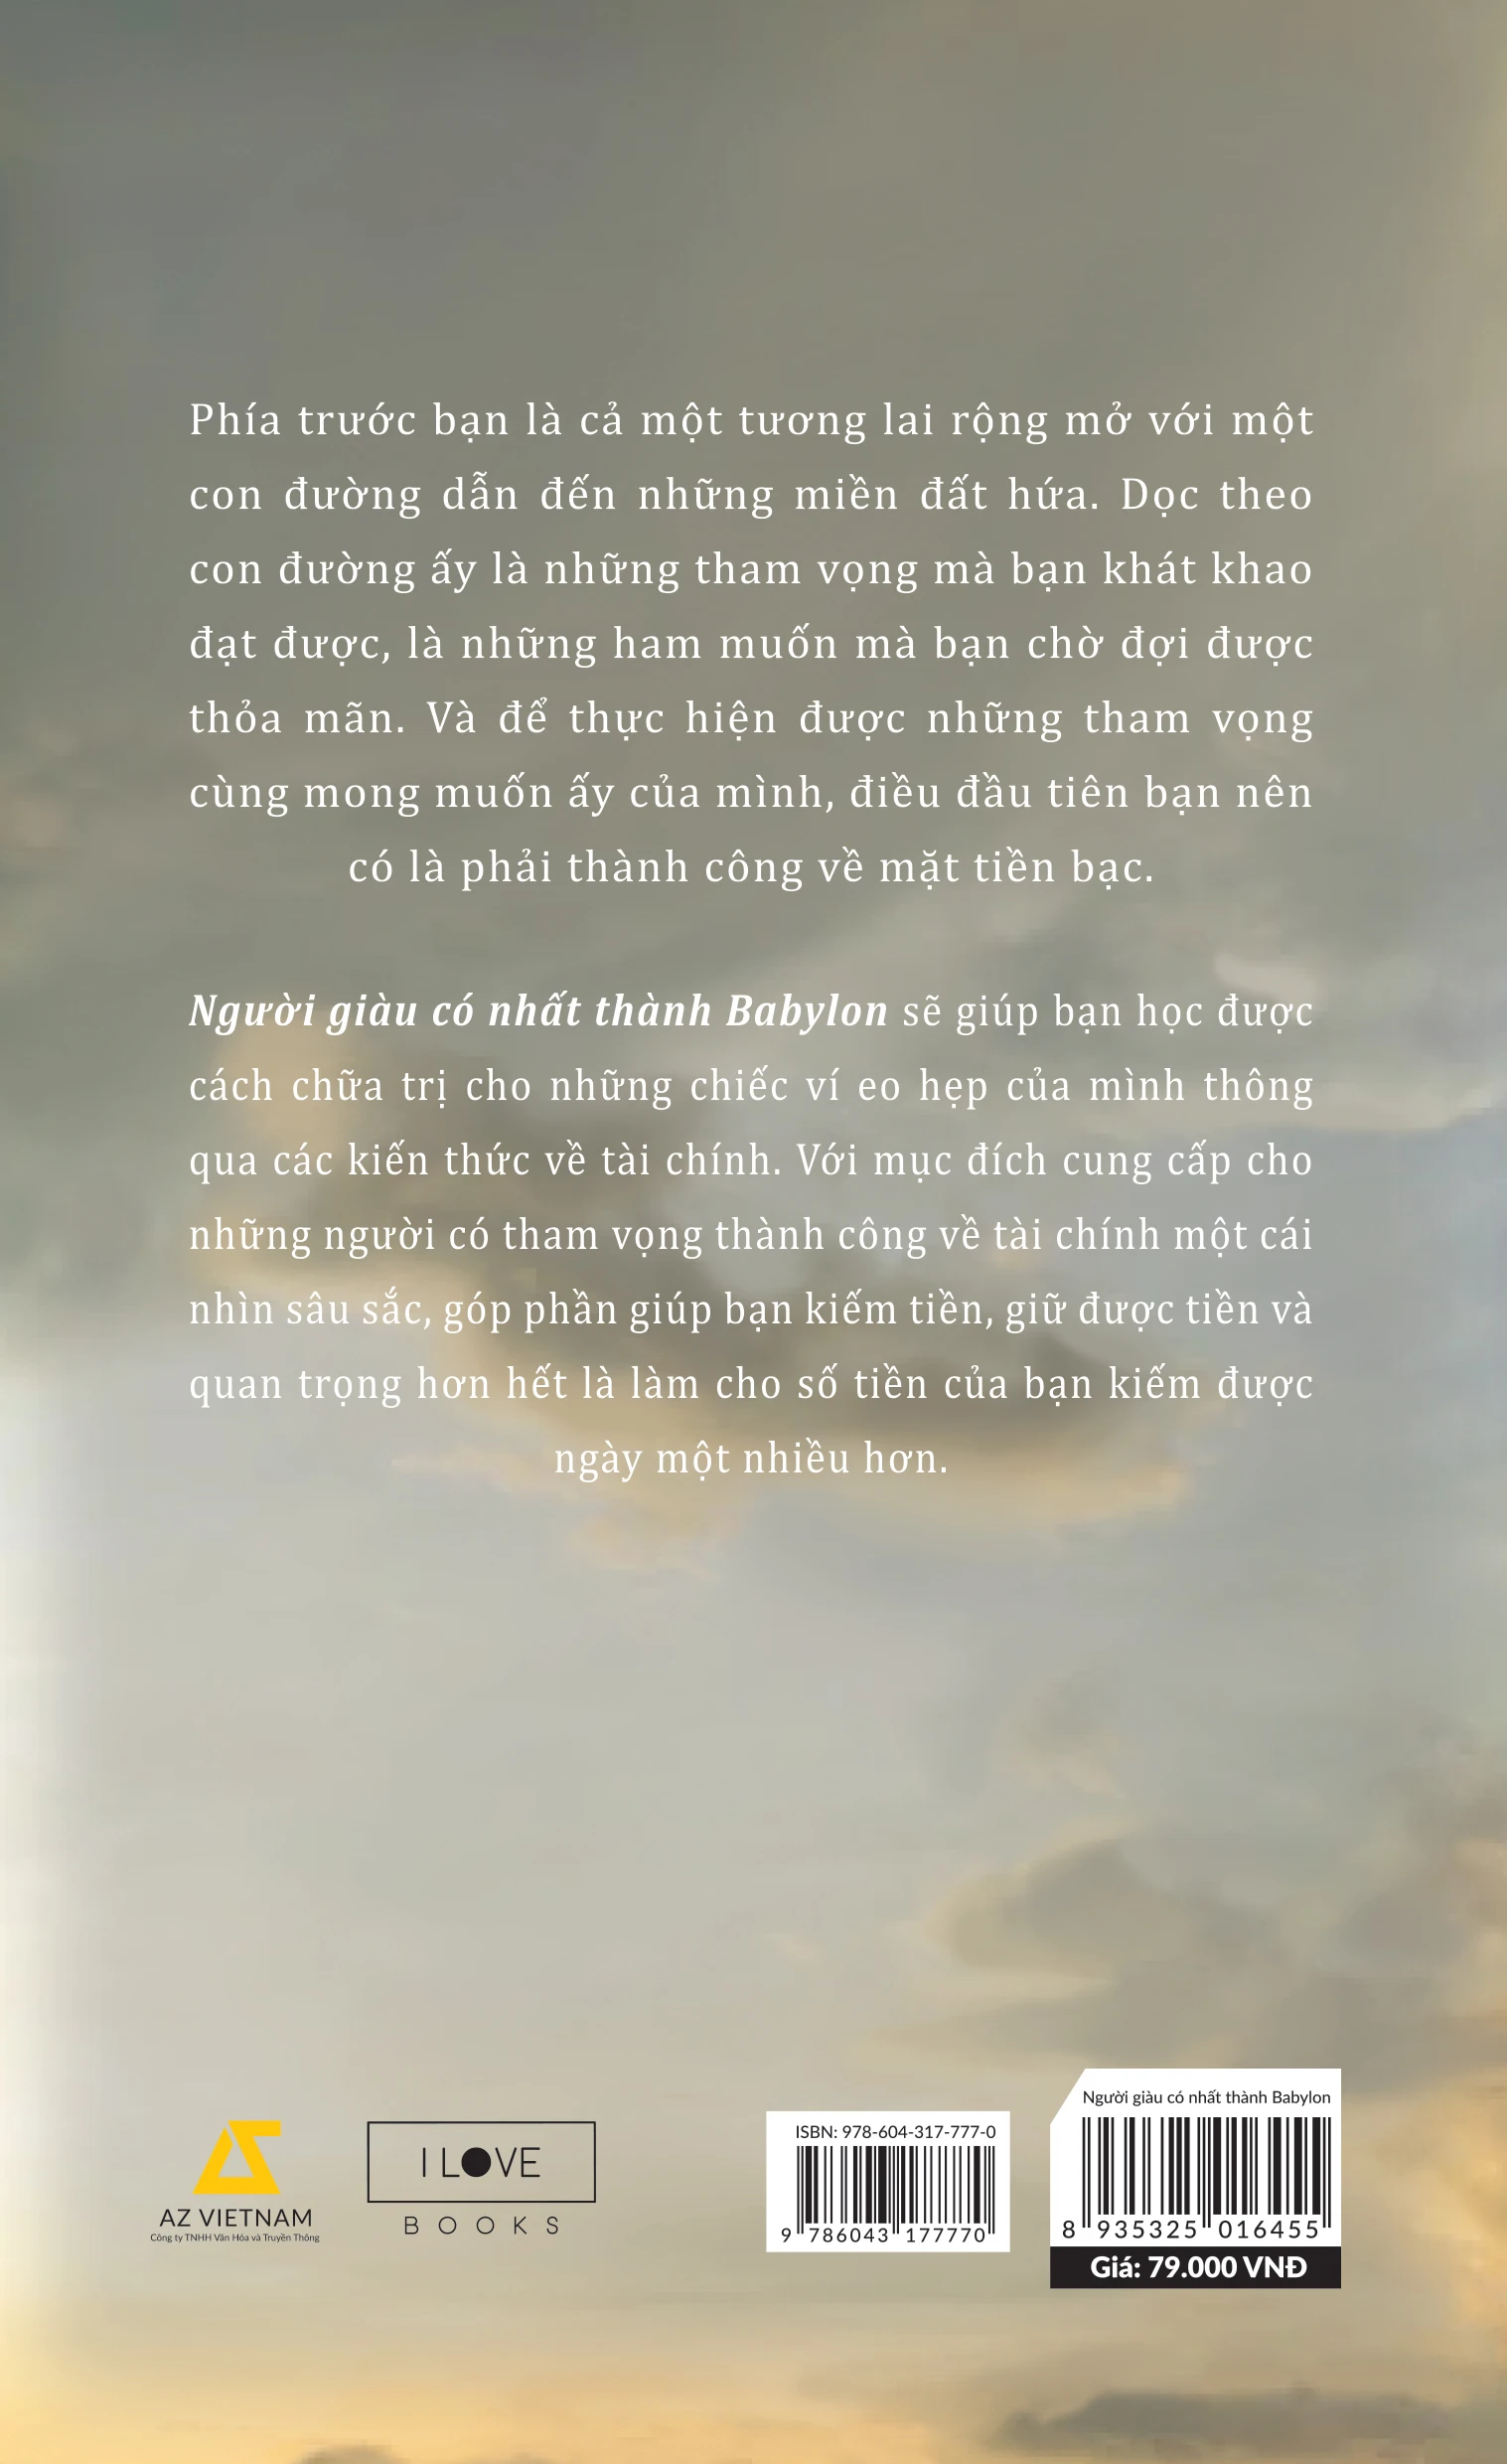 Phía trước bạn là cả một tương lai rộng mở với một
con đường dẫn đến những miền đất hứa. Dọc theo
con đường ấy là những tham vọng mà bạn khát khao
đạt được, là những ham muốn mà bạn chờ đợi được
thỏa mãn. Và để thực hiện được những tham vọng
cùng mong muốn ấy của mình, điều đầu tiên bạn nên
có là phải thành công về mặt tiền bạc.
Người giàu có nhất thành Babylon sẽ giúp bạn học được
cách chữa trị cho những chiếc ví eo hẹp của mình thông
qua các kiến thức về tài chính. Với mục đích cung cấp cho
những người có tham vọng thành công về tài chính một cái
nhìn sâu sắc, góp phần giúp bạn kiếm tiền, giữ được tiền và
quan trọng hơn hết là làm cho số tiền của bạn kiếm được
ngày một nhiều hơn.
AZ VIETNAM
Công ty TNHH Văn Hóa và Truyền Thông
I LOVE
BOOKS
ISBN: 978-604-317-777-0
9 786043 177770
Người giàu có nhất thành Babylon
8 935325 016455
Giá: 79.000 VNĐ